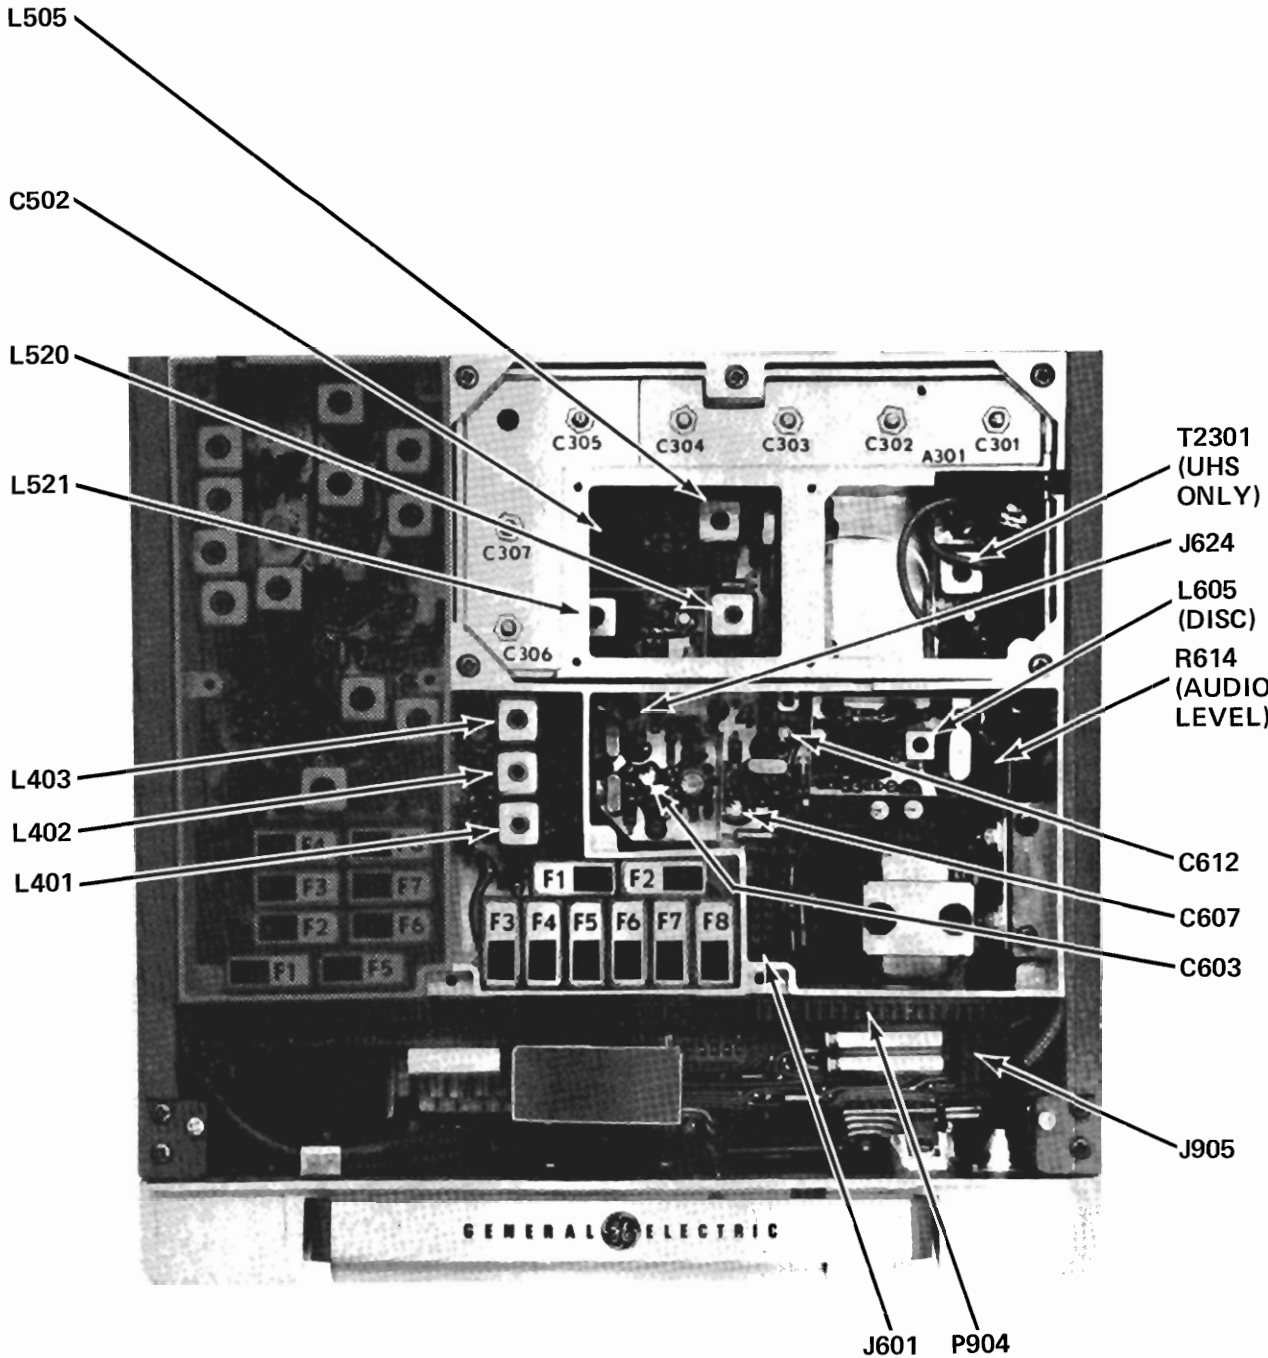 L505
C502
L520
L521
C305
C304
C303
C302
C301
A301
C307
C306
T2301
(UHS
ONLY)
J624
L605
(DISC)
R614
(AUDIO
LEVEL)
L403
L402
L401
C612
C607
C603
F4
F3
F7
F2
F6
F1
F5
F1
F2
F3
F4
F5
F6
F7
F8
J905
GENERAL GE ELECTRIC
J601
P904